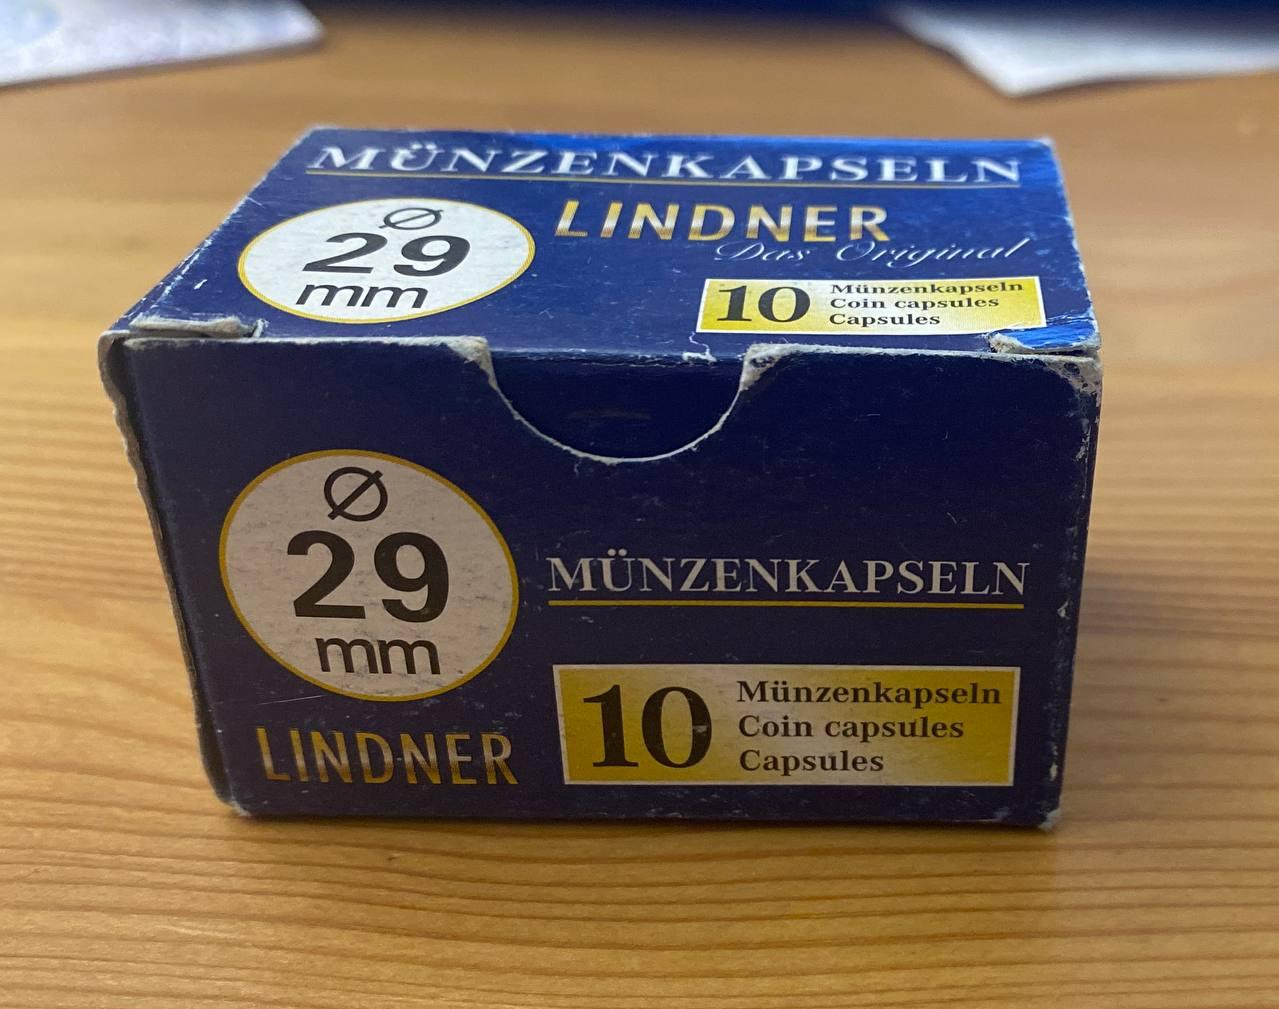 MÜNZENKAPSELN
Ø
29
mm
LINDNER
Das Original
10
Münzenkapseln
Coin capsules
Capsules
Ø
29
mm
LINDNER
MÜNZENKAPSELN
10
Münzenkapseln
Coin capsules
Capsules